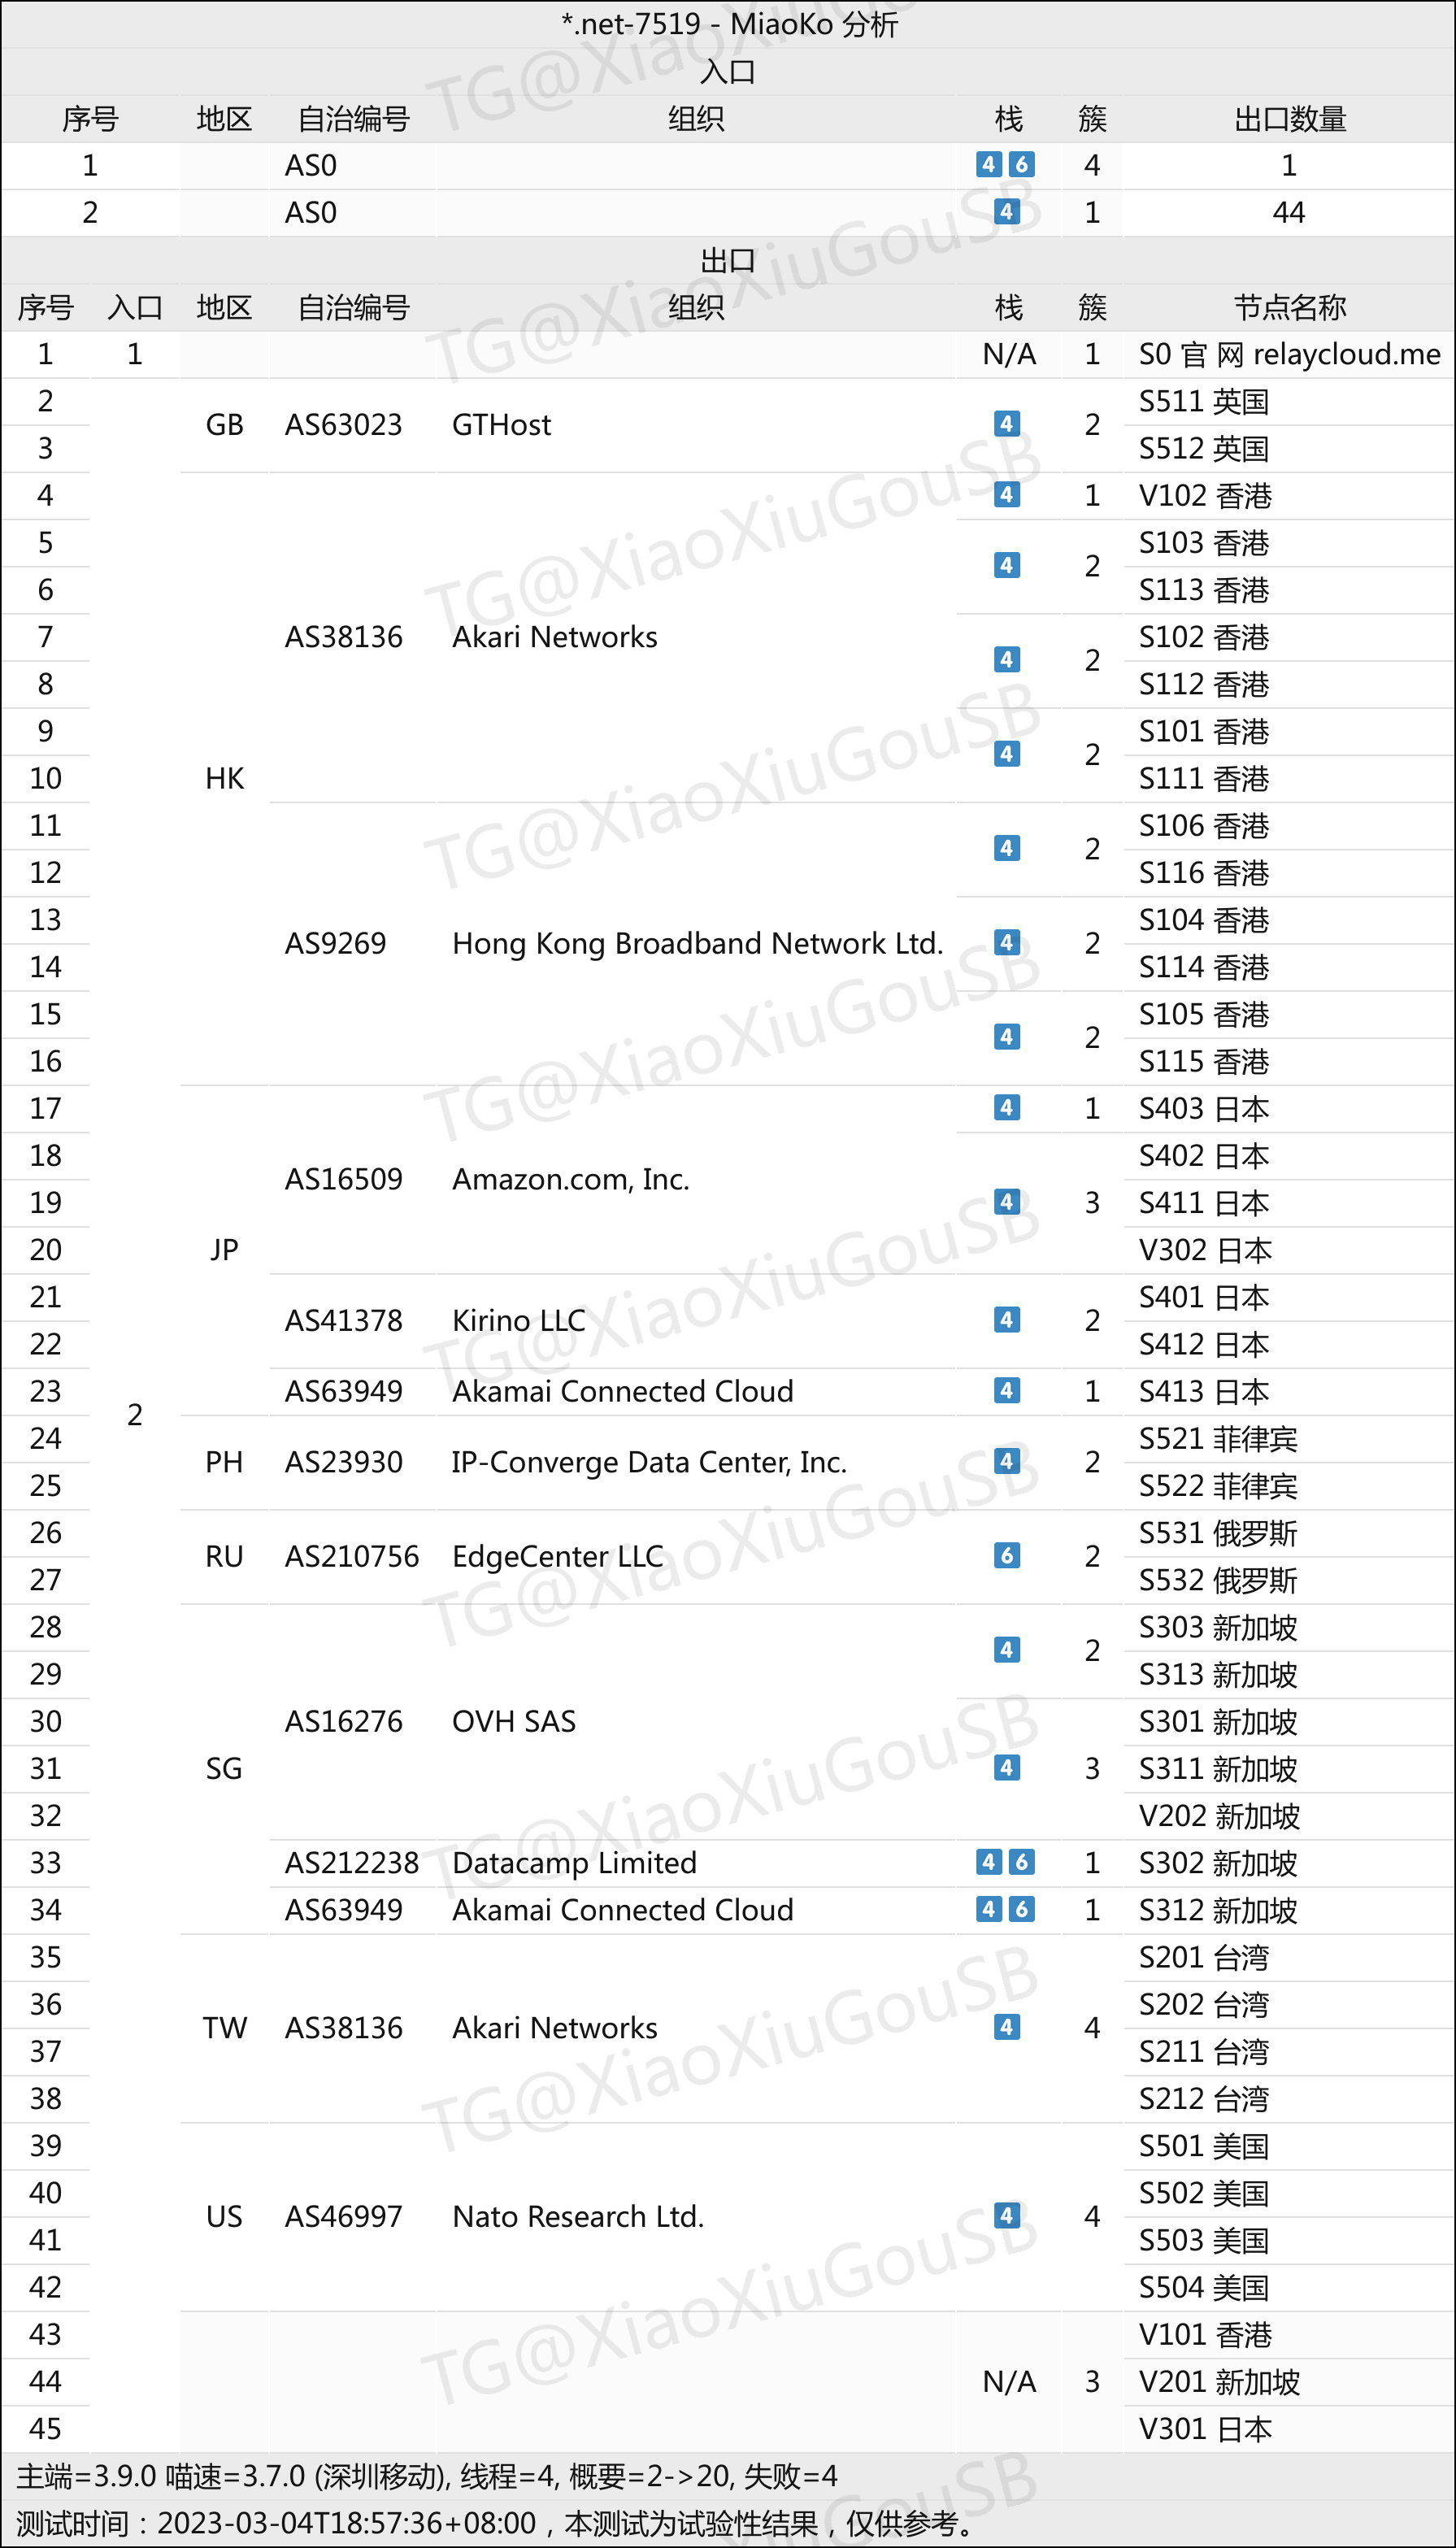 *.net-7519 - MiaoKo 分析
入口
序号 地区 自治编号 组织 栈 簇 出口数量
1 AS0 4 6 4 1
2 AS0 4 1 44
出口
序号 入口 地区 自治编号 组织 栈 簇 节点名称
1 1 N/A 1 S0 官 网 relaycloud.me
2 GB AS63023 GTHost 4 2 S511 英国
3 S512 英国
4 4 1 V102 香港
5 4 2 S103 香港
6 S113 香港
7 AS38136 Akari Networks 4 2 S102 香港
8 S112 香港
9 4 2 S101 香港
10 HK S111 香港
11 4 2 S106 香港
12 S116 香港
13 AS9269 Hong Kong Broadband Network Ltd. 4 2 S104 香港
14 S114 香港
15 4 2 S105 香港
16 S115 香港
17 4 1 S403 日本
18 AS16509 Amazon.com, Inc. S402 日本
19 4 3 S411 日本
20 JP V302 日本
21 AS41378 Kirino LLC 4 2 S401 日本
22 S412 日本
23 2 AS63949 Akamai Connected Cloud 4 1 S413 日本
24 PH AS23930 IP-Converge Data Center, Inc. 4 2 S521 菲律宾
25 S522 菲律宾
26 RU AS210756 EdgeCenter LLC 6 2 S531 俄罗斯
27 S532 俄罗斯
28 4 2 S303 新加坡
29 S313 新加坡
30 AS16276 OVH SAS S301 新加坡
31 SG 4 3 S311 新加坡
32 V202 新加坡
33 AS212238 Datacamp Limited 4 6 1 S302 新加坡
34 AS63949 Akamai Connected Cloud 4 6 1 S312 新加坡
35 S201 台湾
36 TW AS38136 Akari Networks 4 4 S202 台湾
37 S211 台湾
38 S212 台湾
39 S501 美国
40 US AS46997 Nato Research Ltd. 4 4 S502 美国
41 S503 美国
42 S504 美国
43 V101 香港
44 N/A 3 V201 新加坡
45 V301 日本
主端=3.9.0 喵速=3.7.0 (深圳移动), 线程=4, 概要=2->20, 失败=4
测试时间：2023-03-04T18:57:36+08:00，本测试为试验性结果，仅供参考。
TG@XiaoXiuGouSB
TG@XiaoXiuGouSB
TG@XiaoXiuGouSB
TG@XiaoXiuGouSB
TG@XiaoXiuGouSB
TG@XiaoXiuGouSB
TG@XiaoXiuGouSB
TG@XiaoXiuGouSB
TG@XiaoXiuGouSB
TG@XiaoXiuGouSB